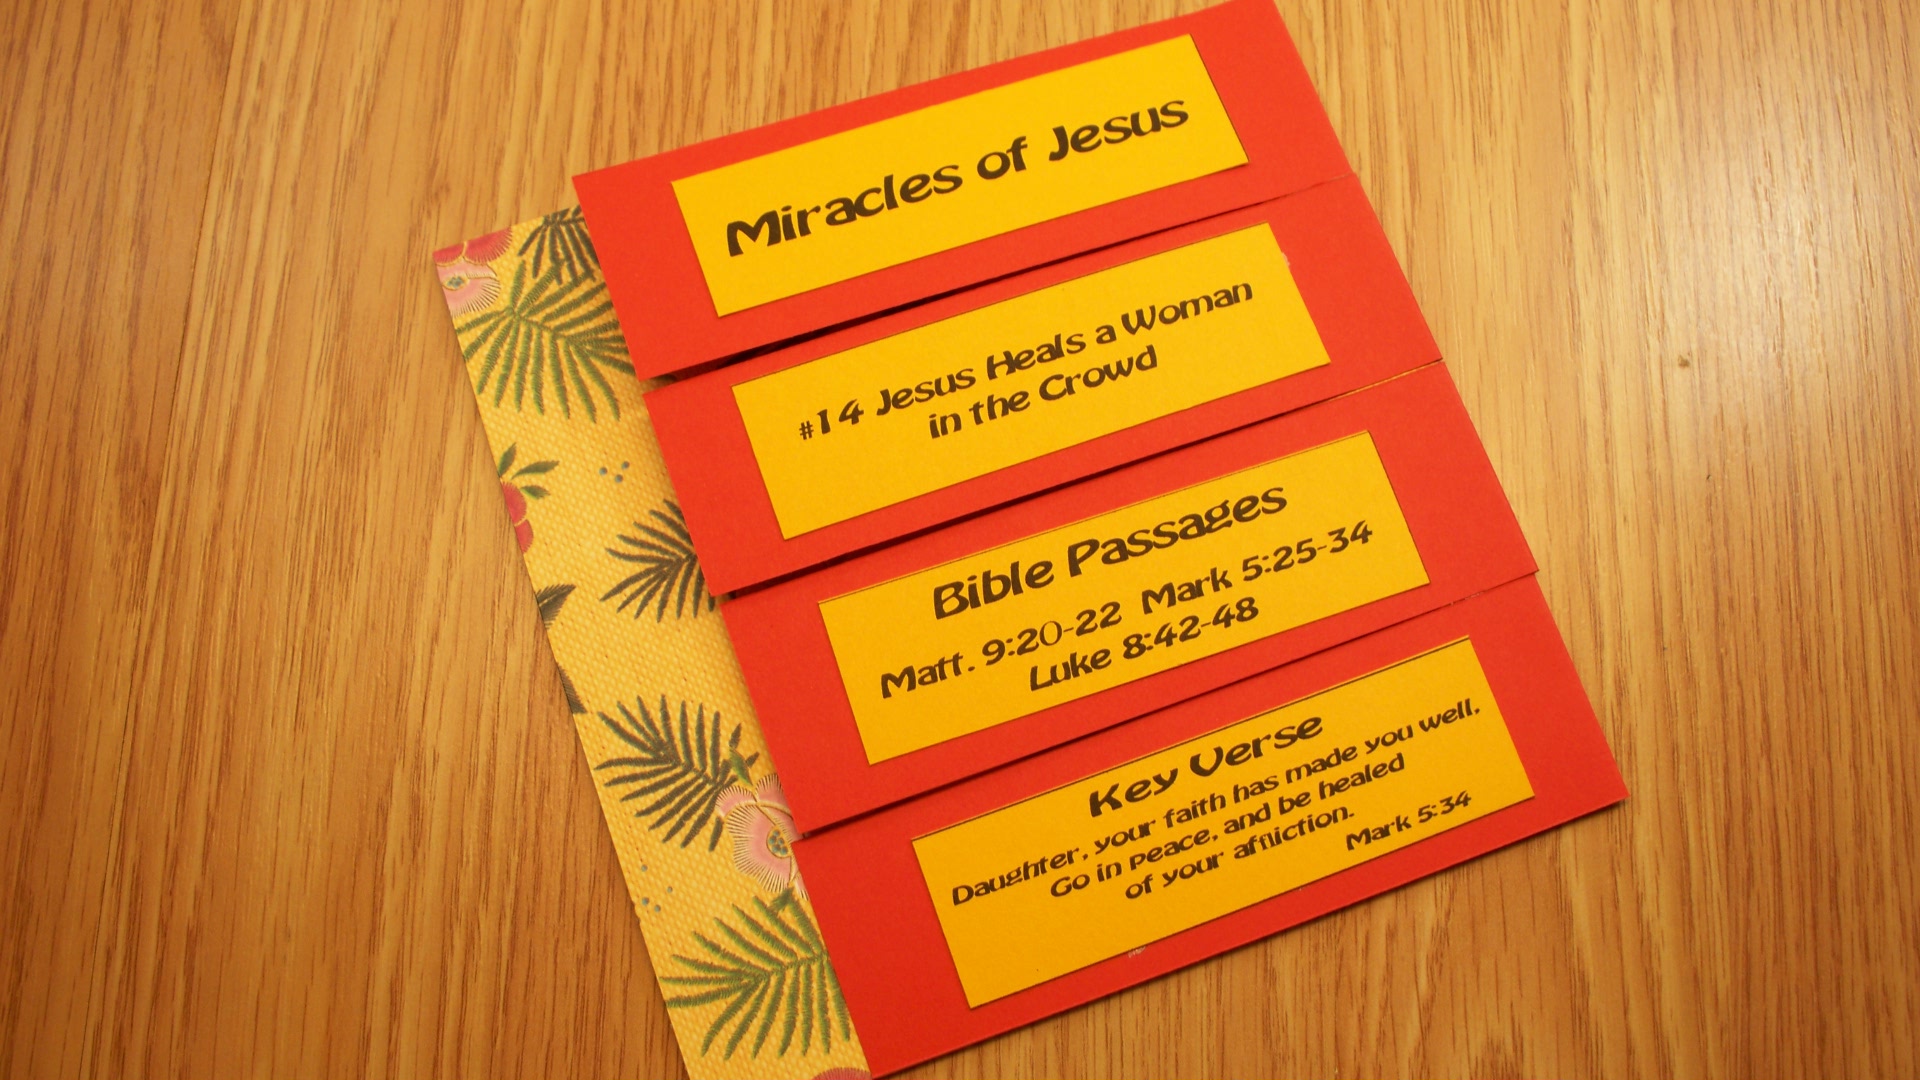 Miracles of Jesus
#14 Jesus Heals a Woman
in the Crowd
Bible Passages
Matt. 9:20-22 Mark 5:25-34
Luke 8:42-48
Key Verse
Daughter, your faith has made you well,
Go in peace, and be healed
of your affliction.
Mark 5:34